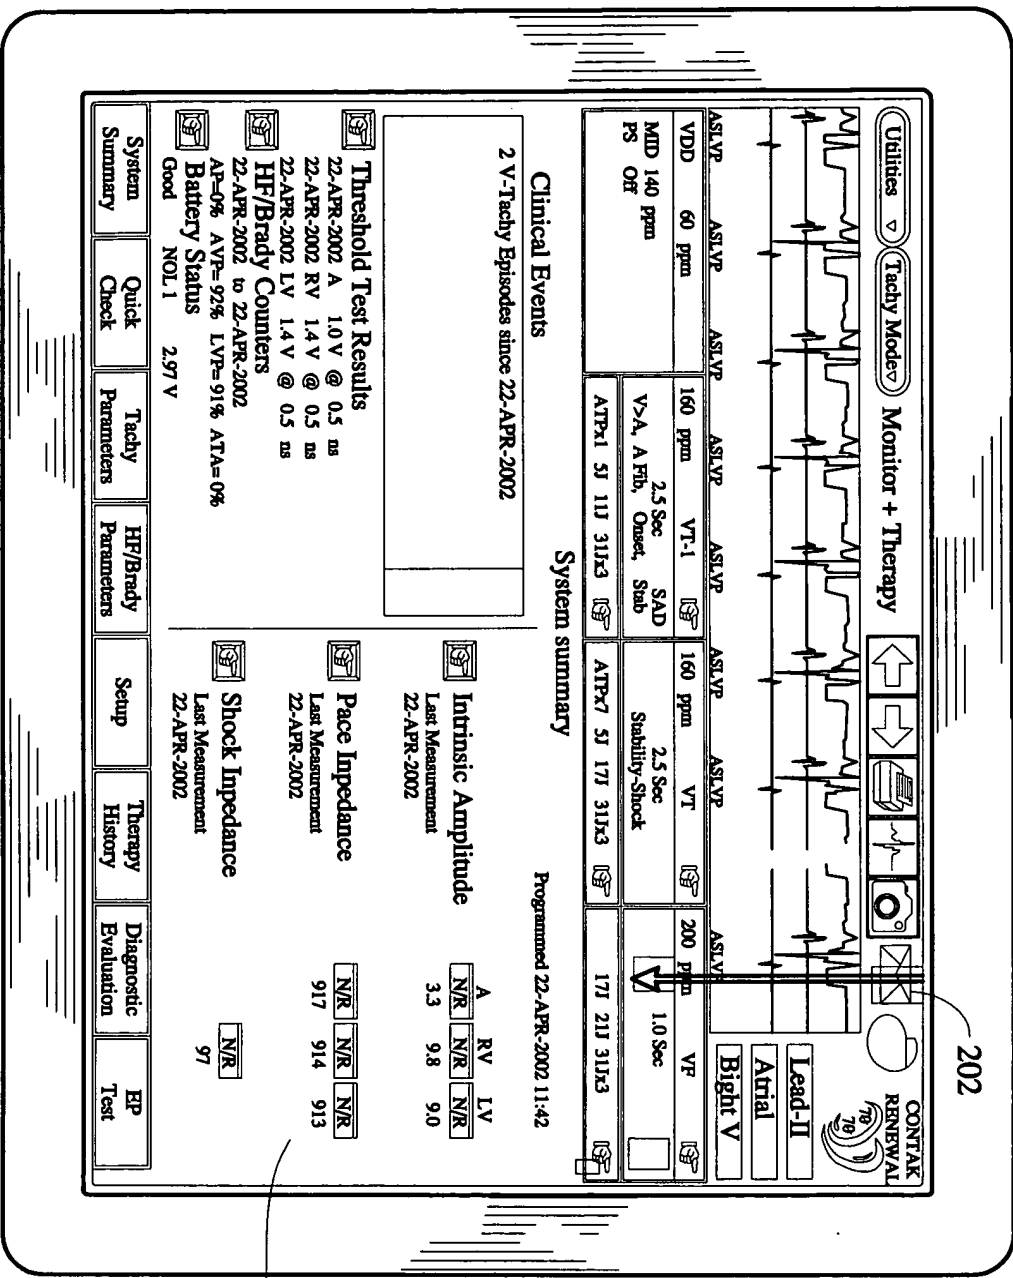 Utilities ▿
Tachy Mode▿
Monitor + Therapy
CONTAK
RENEWAL
202
Lead-II
Atrial
Bight V
ASLVP ASLVP ASLVP ASLVP ASLVP ASLVP ASLVP ASLV
VDD 60 ppm
MID 140 ppm
PS Off
160 ppm VT-1
2.5 Sec SAD
V>A, A Fib, Onset, Stab
ATPx1 5J 11J 31Jx3
160 ppm VT
2.5 Sec
Stability-Shock
ATPx7 5J 17J 31Jx3
200 ppm VF
1.0 Sec
17J 21J 31Jx3
System summary
Programmed 22-APR-2002 11:42
Clinical Events
2 V-Tachy Episodes since 22-APR-2002
Threshold Test Results
22-APR-2002 A 1.0 V @ 0.5 ns
22-APR-2002 RV 1.4 V @ 0.5 ns
22-APR-2002 LV 1.4 V @ 0.5 ns
HF/Brady Counters
22-APR-2002 to 22-APR-2002
AP=0% AVP= 92% LVP= 91% ATA= 0%
Battery Status
Good NOL 1 2.97 V
A RV LV
Intrinsic Amplitude N/R N/R N/R
Last Measurement 3.3 9.8 9.0
22-APR-2002
Pace Inpedance N/R N/R N/R
Last Measurement 917 914 913
22-APR-2002
Shock Inpedance N/R
Last Measurement 97
22-APR-2002
System
Summary
Quick
Check
Tachy
Parameters
HF/Brady
Parameters
Setup
Therapy
History
Diagnostic
Evaluation
EP
Test